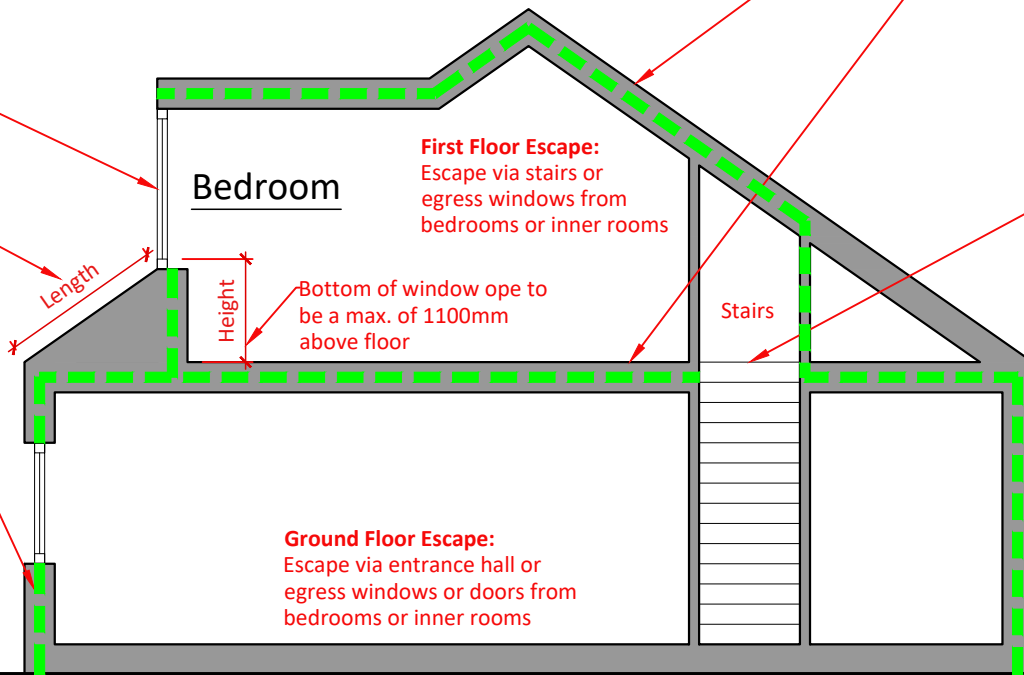 First Floor Escape:
Escape via stairs or
egress windows from
bedrooms or inner rooms
Bedroom
Length
Height
Bottom of window ope to
be a max. of 1100mm
above floor
Stairs
Ground Floor Escape:
Escape via entrance hall or
egress windows or doors from
bedrooms or inner rooms